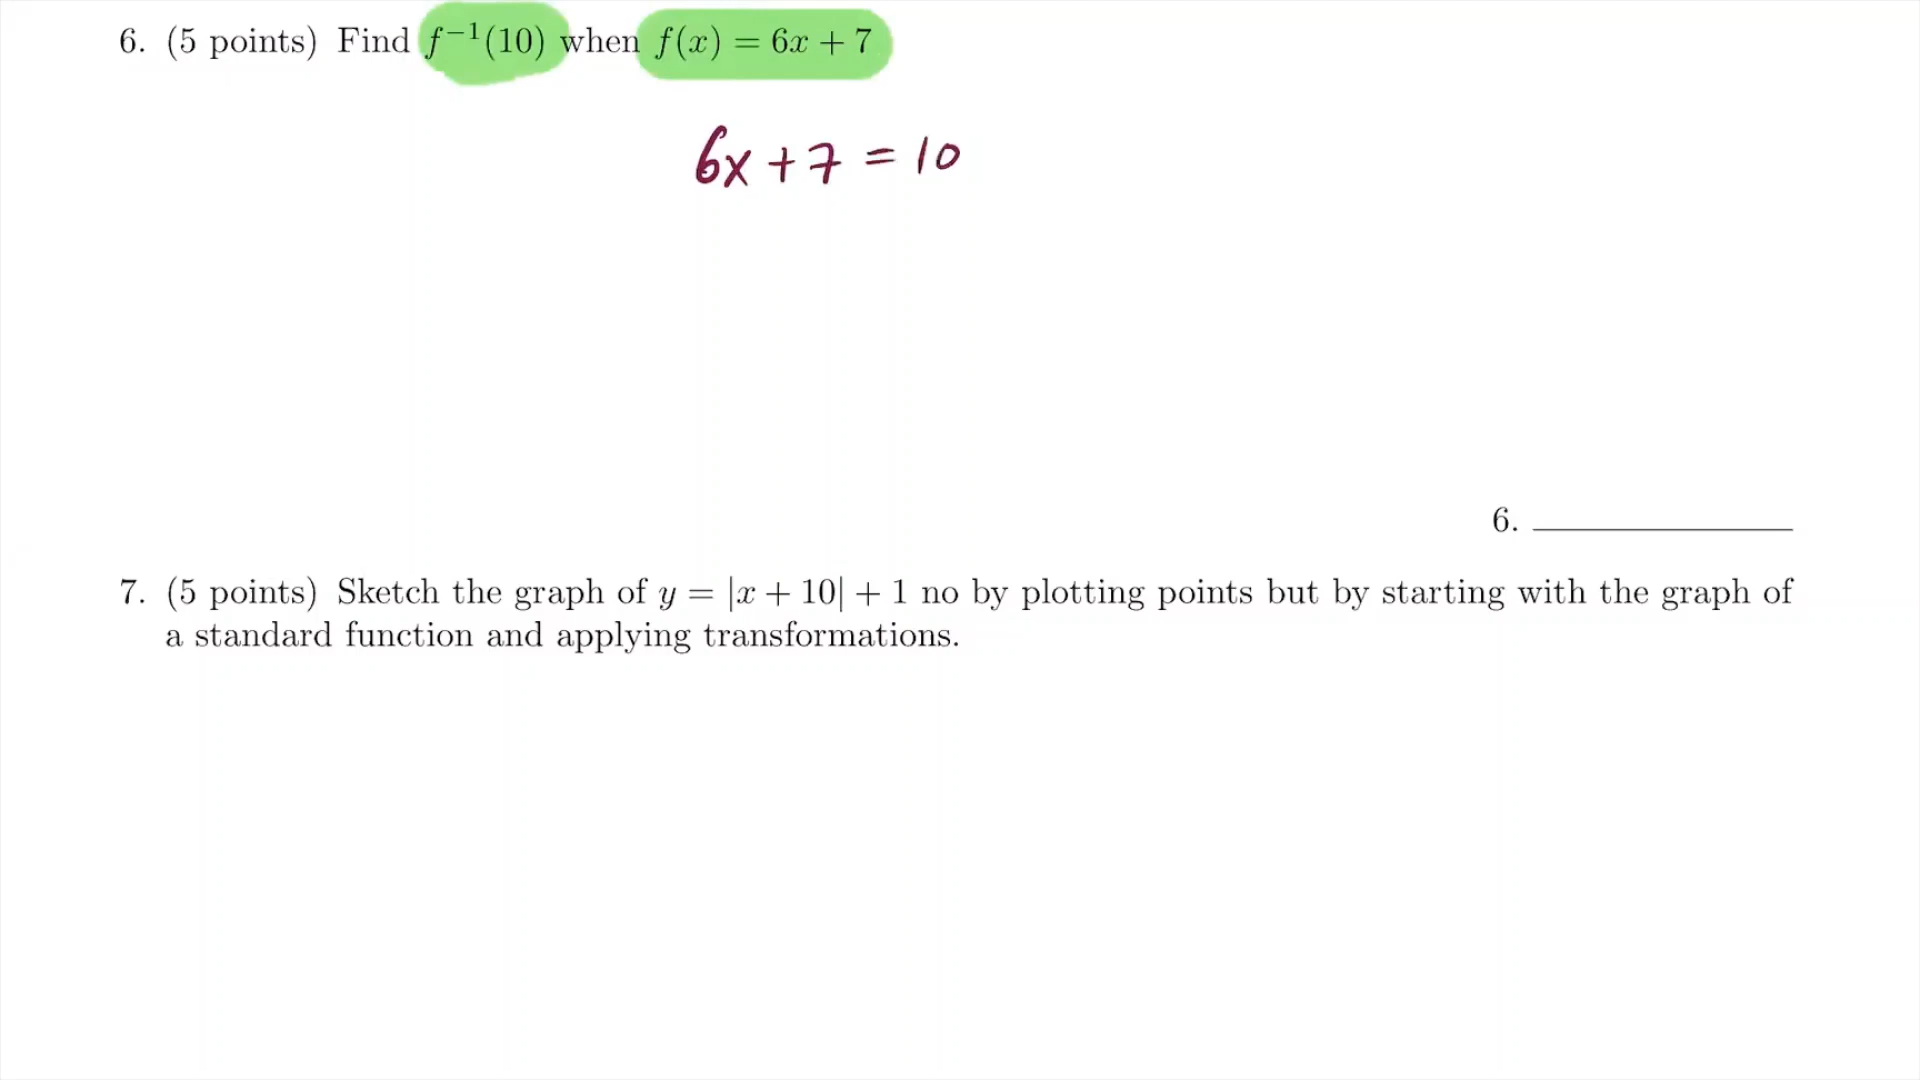 6. (5 points) Find f⁻¹(10) when f(x) = 6x + 7
6x + 7 = 10
6.
7. (5 points) Sketch the graph of y = |x + 10| + 1 no by plotting points but by starting with the graph of
a standard function and applying transformations.